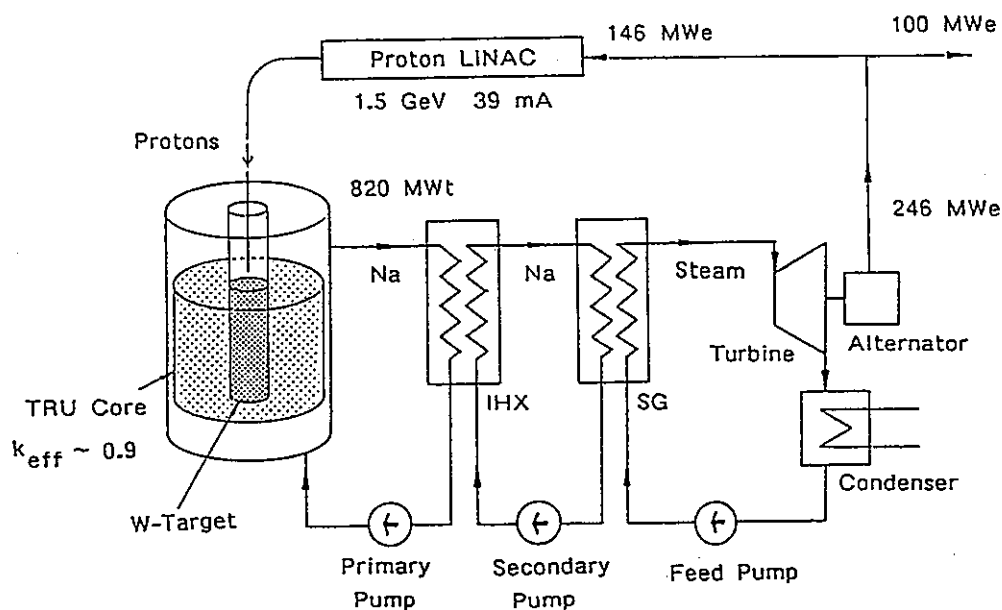 146 MWe
100 MWe
Proton LINAC
1.5 GeV 39 mA
Protons
820 MWt
246 MWe
Na
Na
Steam
Turbine
Alternator
TRU Core
k_eff ~ 0.9
IHX
SG
W-Target
Condenser
Primary
Pump
Secondary
Pump
Feed Pump